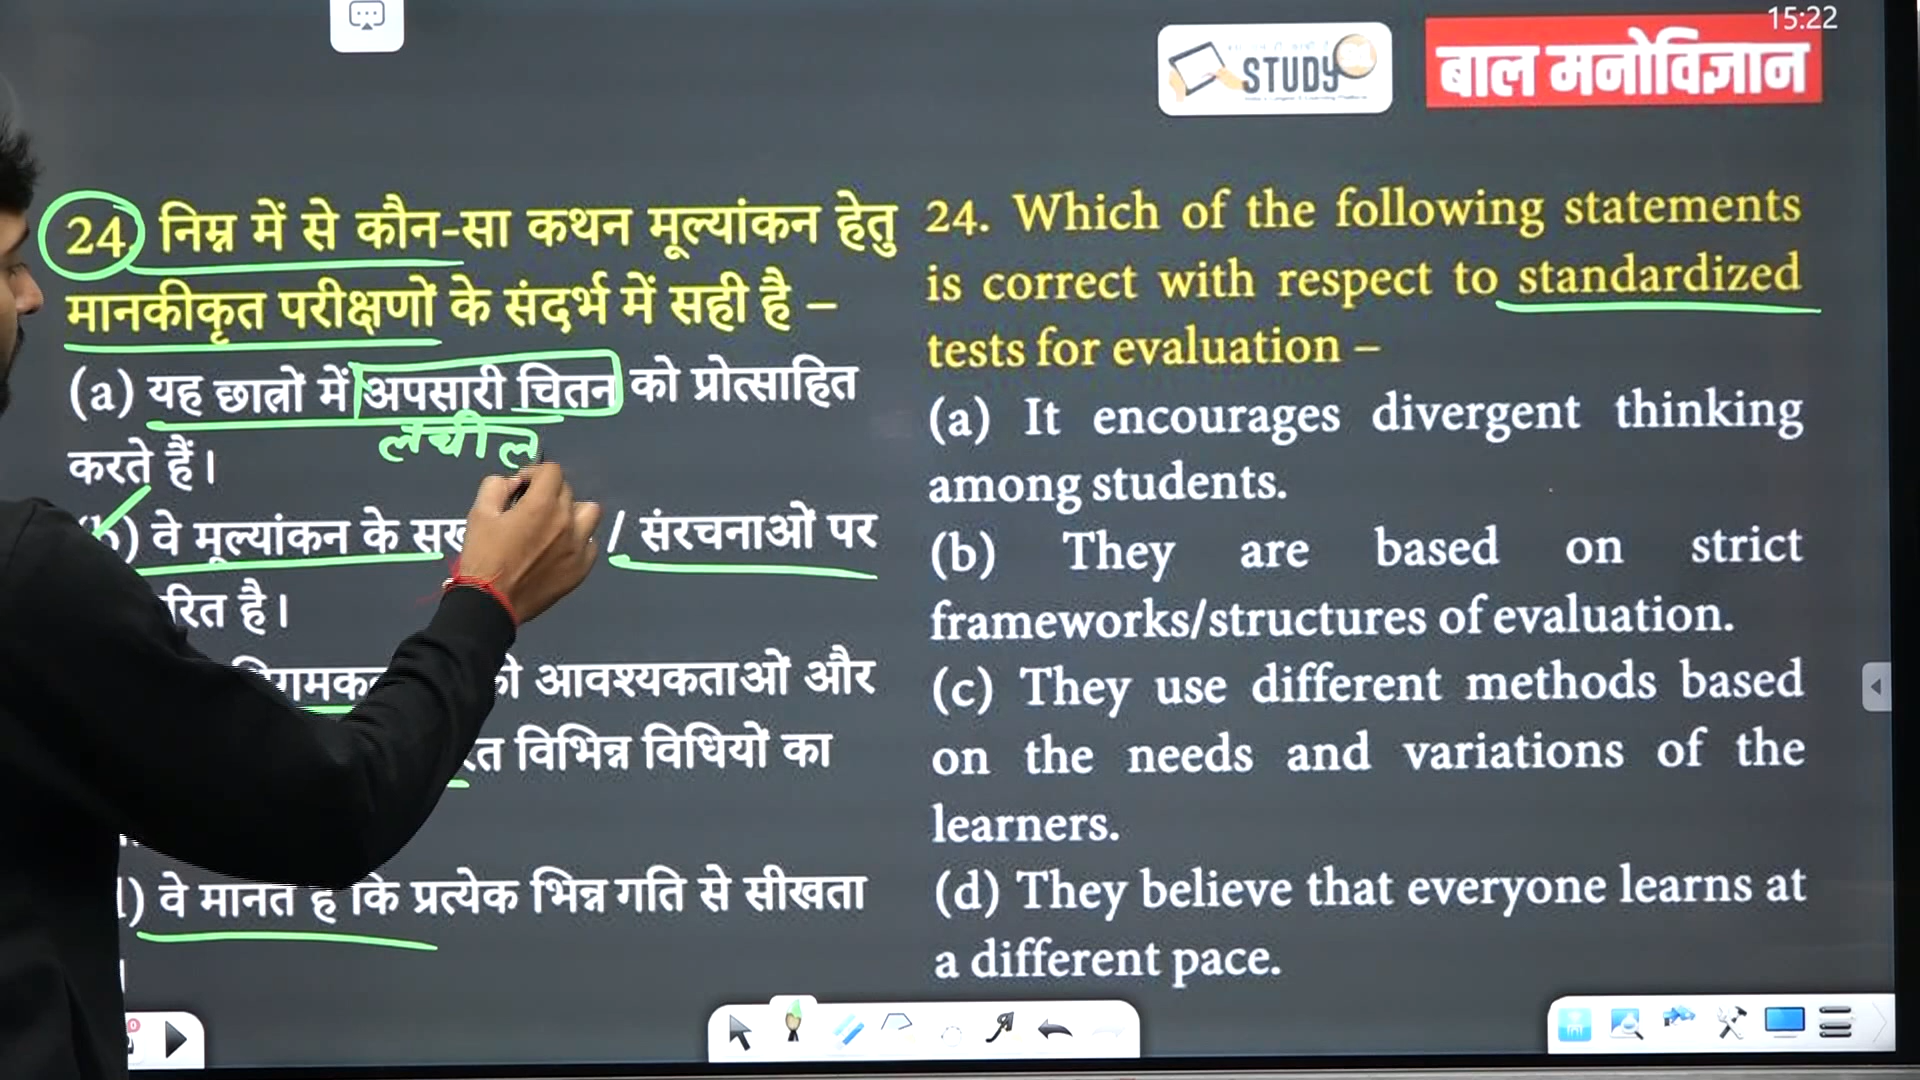 15:22
STUDY
बाल मनोविज्ञान
24. निम्न में से कौन-सा कथन मूल्यांकन हेतु
मानकीकृत परीक्षणों के संदर्भ में सही है –
(a) यह छात्रों में अपसारी चितन को प्रोत्साहित
लचील
करते हैं।
वे मूल्यांकन के / संरचनाओं पर
है।
आवश्यकताओं और
विभिन्न विधियों का
वे मानते है कि प्रत्येक भिन्न गति से सीखता
24. Which of the following statements
is correct with respect to standardized
tests for evaluation –
(a) It encourages divergent thinking
among students.
(b) They are based on strict
frameworks/structures of evaluation.
(c) They use different methods based
on the needs and variations of the
learners.
(d) They believe that everyone learns at
a different pace.